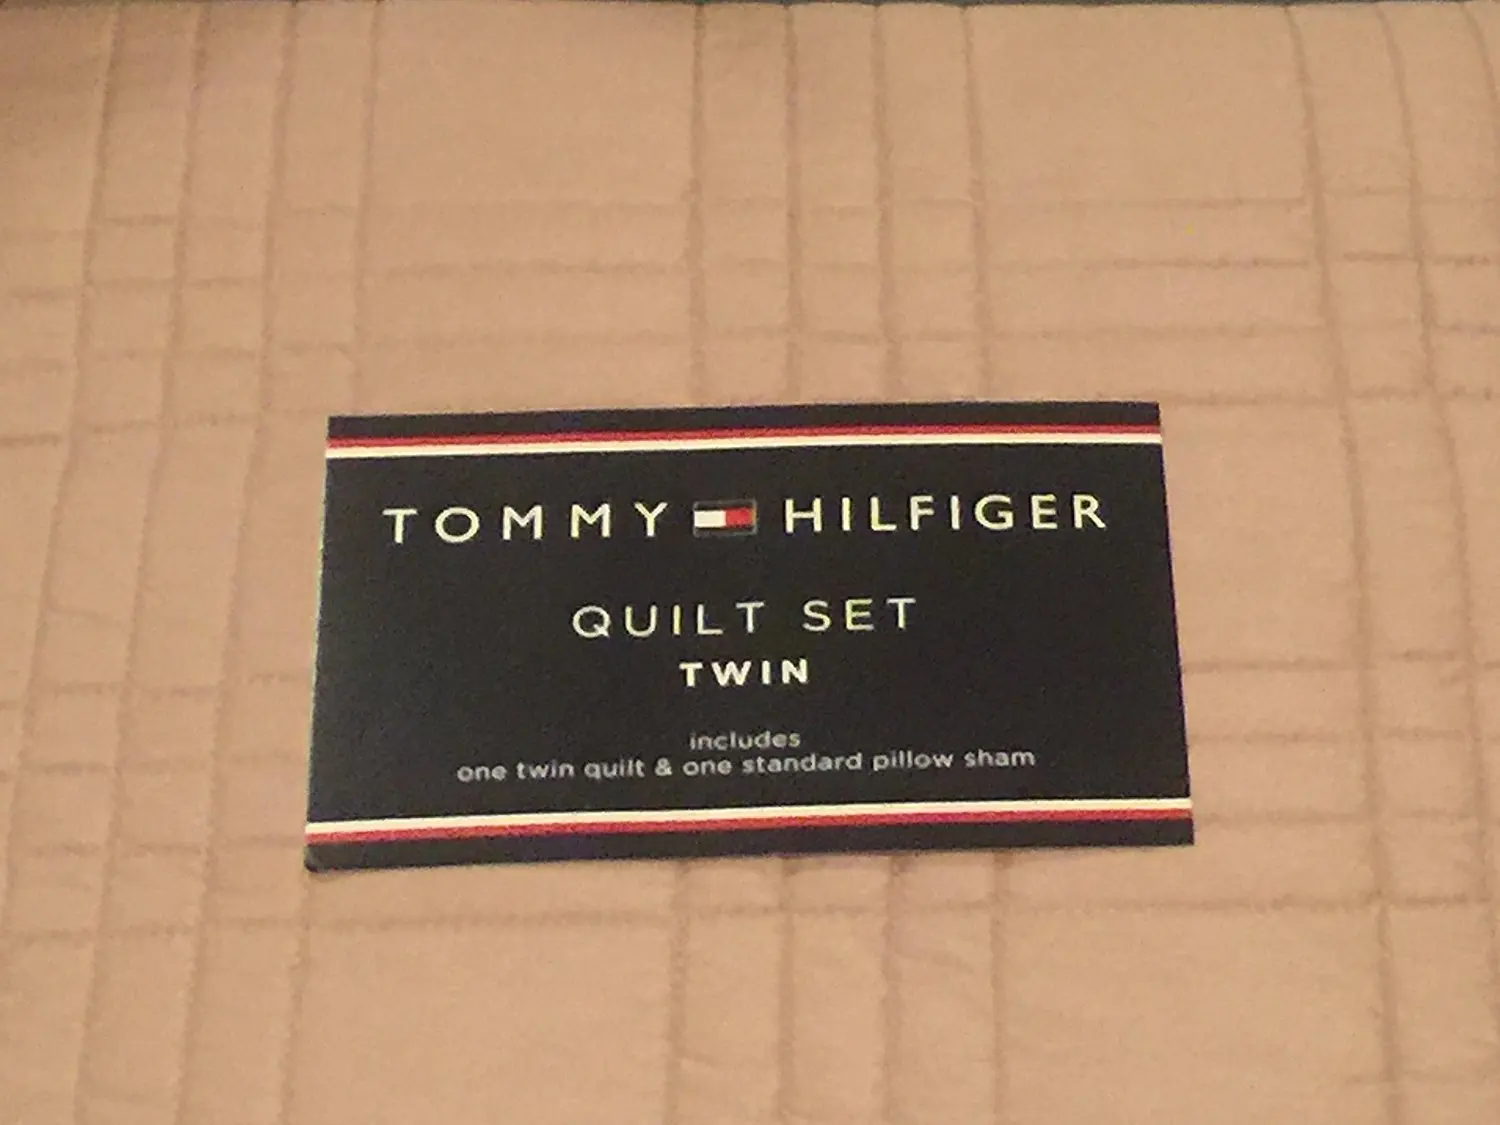 TOMMY HILFIGER
QUILT SET
TWIN
includes
one twin quilt & one standard pillow sham